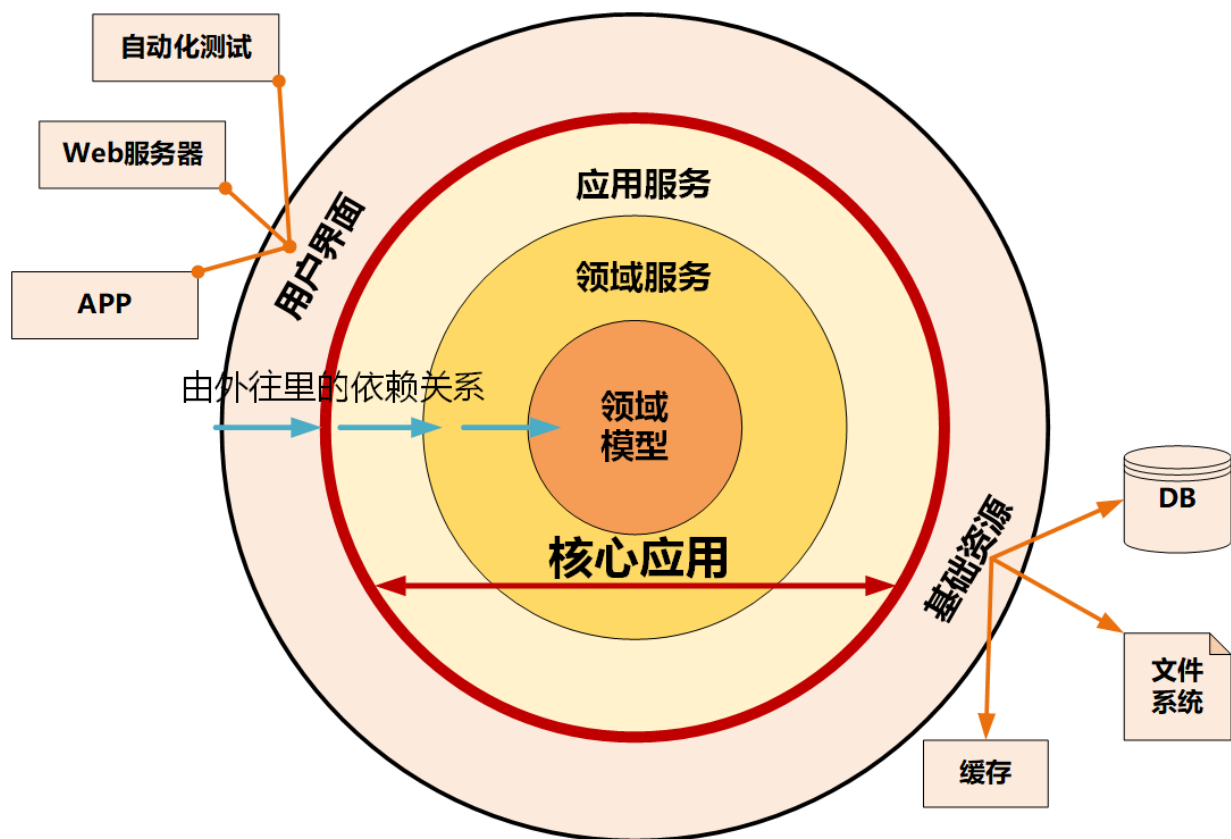 自动化测试
Web服务器
APP
用户界面
应用服务
领域服务
由外往里的依赖关系
领域
模型
核心应用
基础资源
DB
文件
系统
缓存